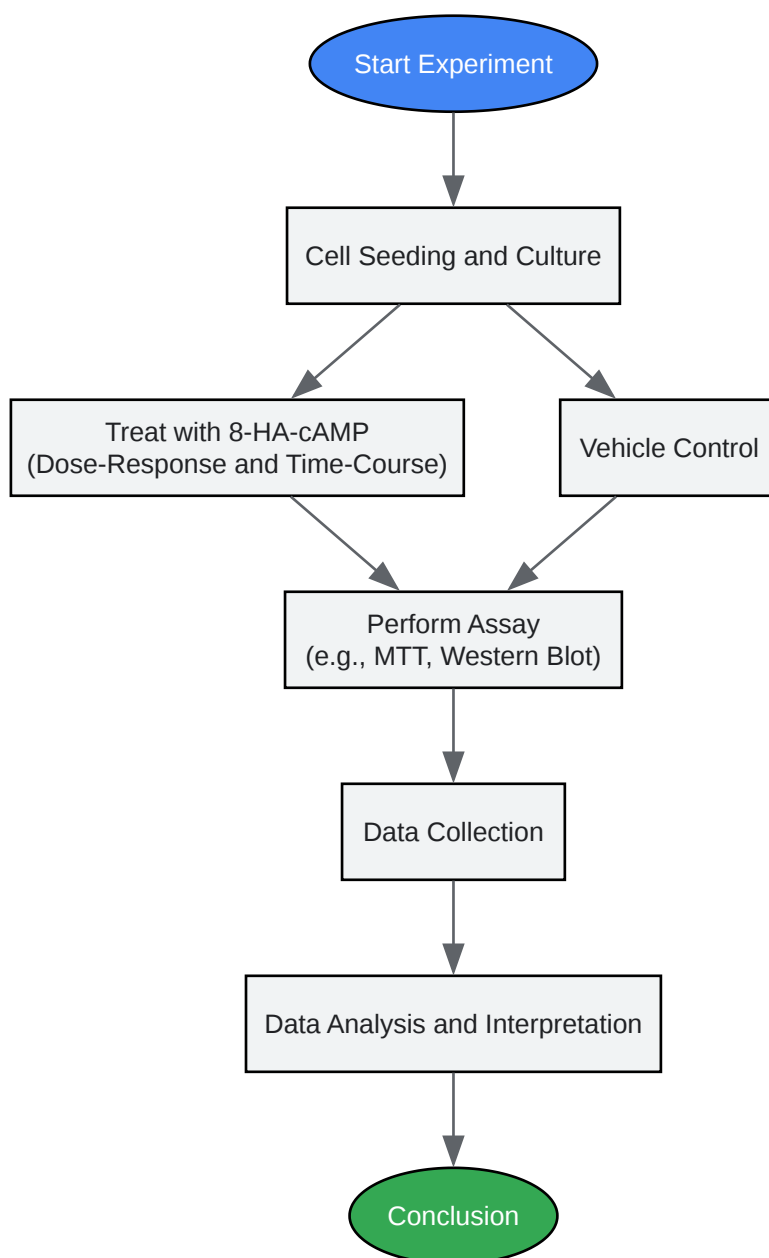 Start Experiment
Cell Seeding and Culture
Treat with 8-HA-cAMP
(Dose-Response and Time-Course)
Vehicle Control
Perform Assay
(e.g., MTT, Western Blot)
Data Collection
Data Analysis and Interpretation
Conclusion